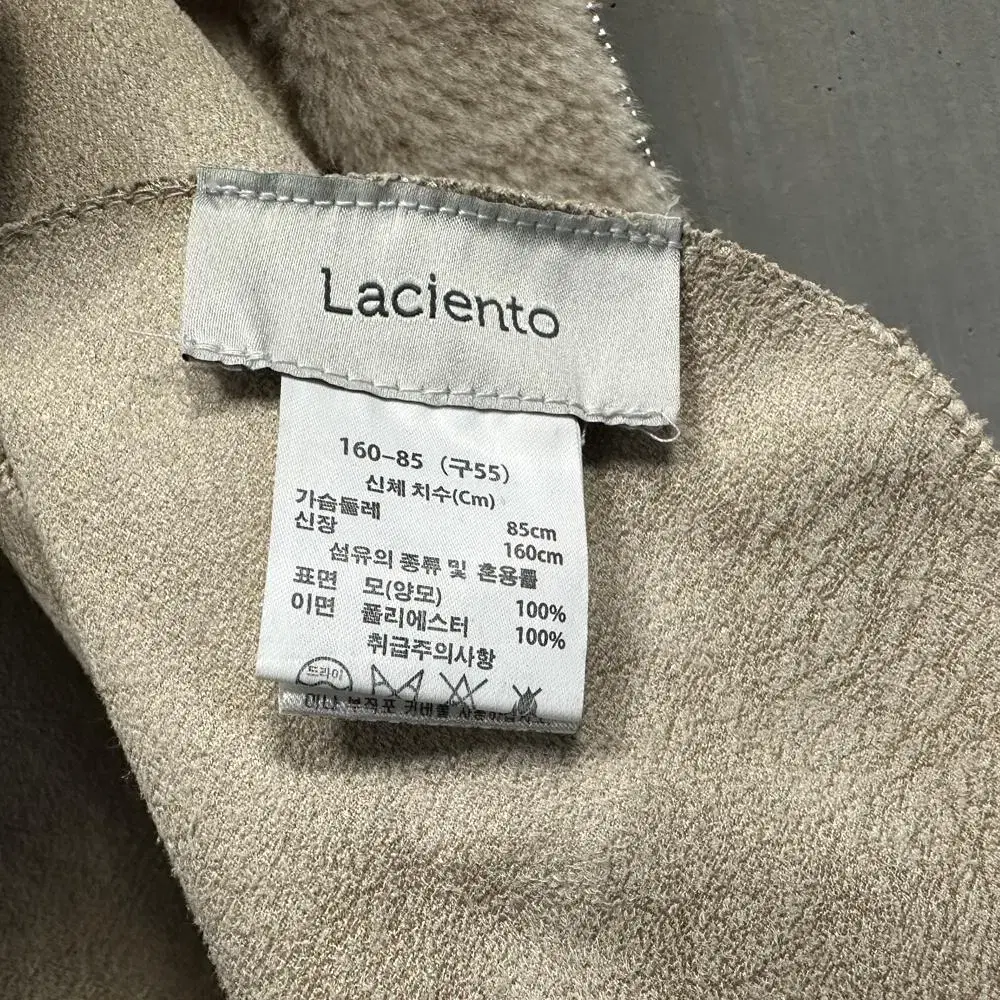 Laciento
160–85 (구55)
신체 치수(Cm)
가슴둘레 85cm
신장 160cm
섬유의 종류 및 혼용률
표면 모(양모) 100%
이면 폴리에스터 100%
취급주의사항
드라이